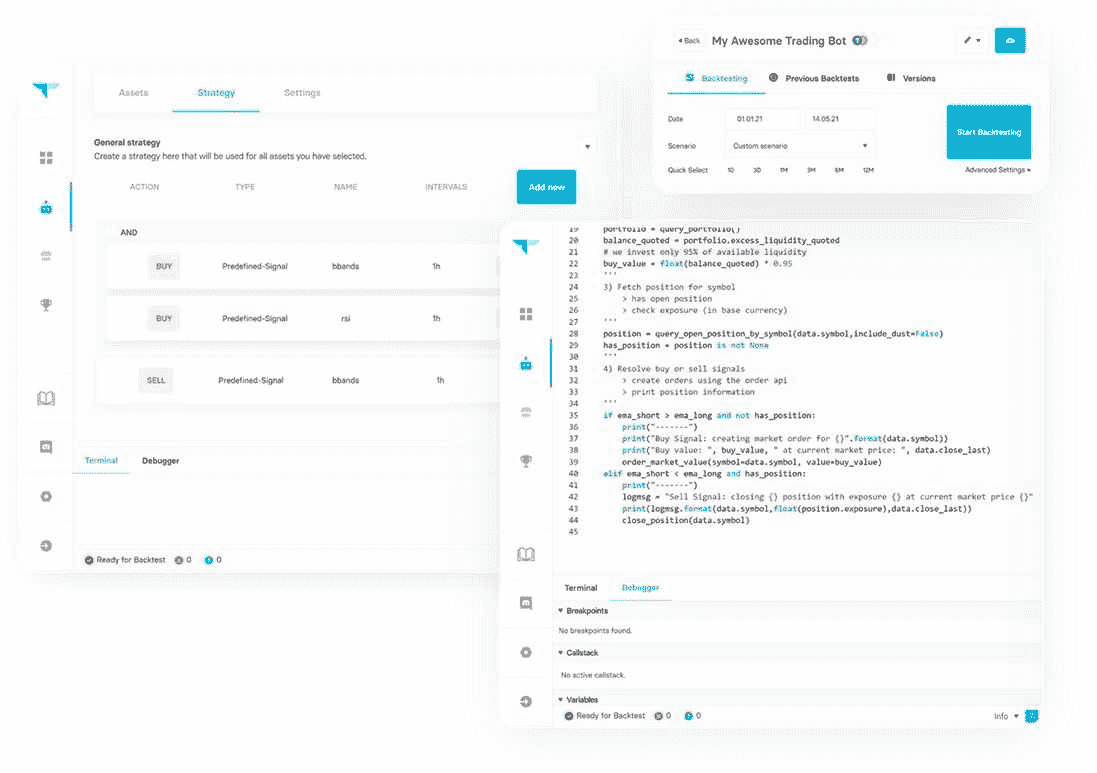 Assets Strategy Settings
General strategy
Create a strategy here that will be used for all assets you have selected.
ACTION TYPE NAME INTERVALS
Add new
AND
BUY Predefined-Signal bbands 1h
BUY Predefined-Signal rsi 1h
SELL Predefined-Signal bbands 1h
Terminal Debugger
Ready for Backtest 0 0
Back My Awesome Trading Bot
Backtesting Previous Backtests Versions
Date 01.01.21 14.05.21
Scenario Custom scenario
Start Backtesting
Quick Select 1D 3D 1M 3M 6M 12M
Advanced Settings
19 portfolio = query_portfolio()
20 balance_quoted = portfolio.excess_liquidity_quoted
21 # we invest only 95% of available liquidity
22 buy_value = float(balance_quoted) * 0.95
23 '''
24 3) Fetch position for symbol
25 > has open position
26 > check exposure (in base currency)
27 '''
28 position = query_open_position_by_symbol(data.symbol,include_dust=False)
29 has_position = position is not None
30 '''
31 4) Resolve buy or sell signals
32 > create orders using the order api
33 > print position information
34 '''
35 if ema_short > ema_long and not has_position:
36 print("-------")
37 print("Buy Signal: creating market order for {}".format(data.symbol))
38 print("Buy value: ", buy_value, " at current market price: ", data.close_last)
39 order_market_value(symbol=data.symbol, value=buy_value)
40 elif ema_short < ema_long and has_position:
41 print("-------")
42 logmsg = "Sell Signal: closing {} position with exposure {} at current market price {}"
43 print(logmsg.format(data.symbol,float(position.exposure),data.close_last))
44 close_position(data.symbol)
45
Terminal Debugger
Breakpoints
No breakpoints found.
Callstack
No active callstack.
Variables
Ready for Backtest 0 0 Info